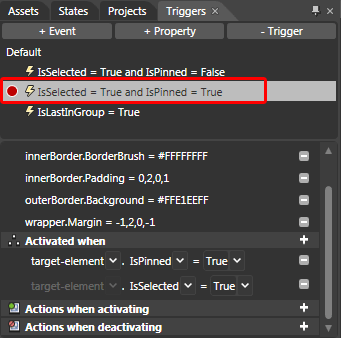 Assets States Projects Triggers
+ Event + Property - Trigger
Default
IsSelected = True and IsPinned = False
IsSelected = True and IsPinned = True
IsLastInGroup = True
innerBorder.BorderBrush = #FFFFFFFF
innerBorder.Padding = 0,2,0,1
outerBorder.Background = #FFE1EEFF
wrapper.Margin = -1,2,0,-1
Activated when
target-element . IsPinned = True
target-element . IsSelected = True
Actions when activating
Actions when deactivating